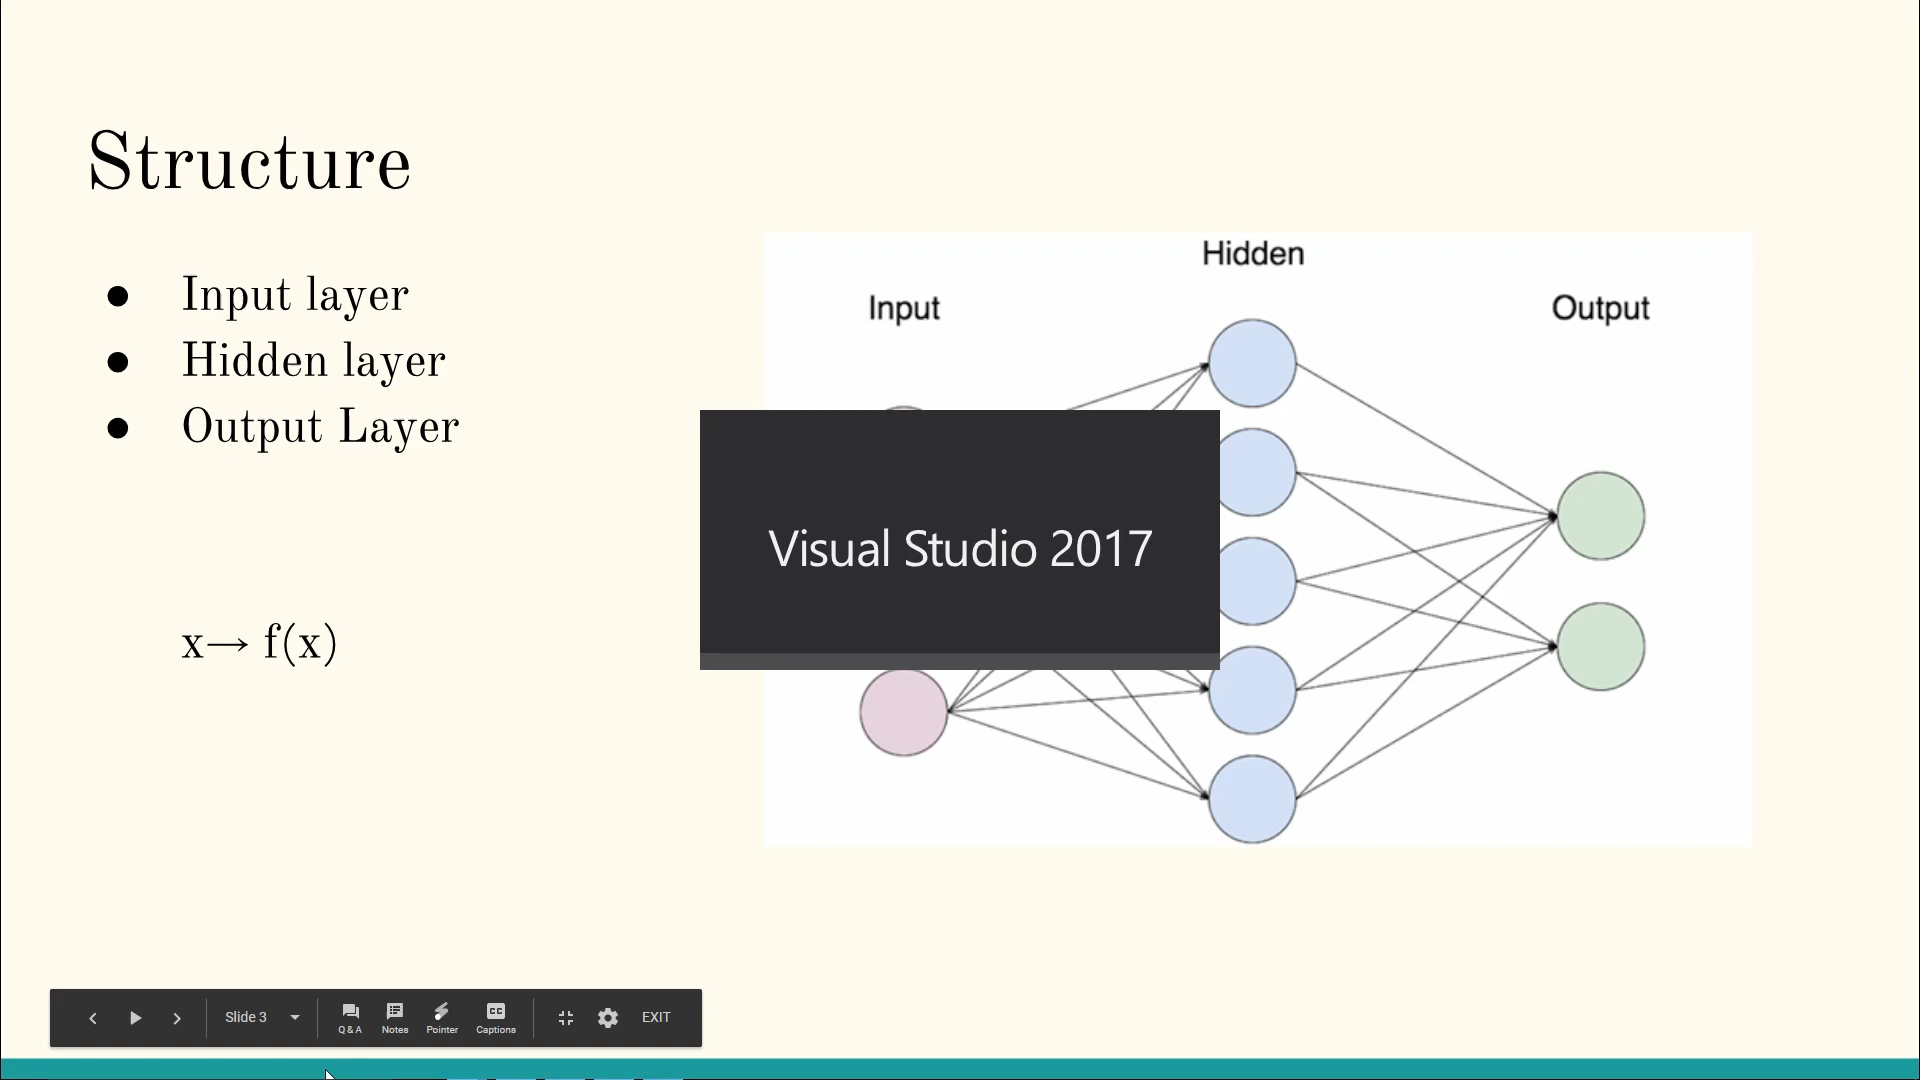 Structure
● Input layer
● Hidden layer
● Output Layer
x→ f(x)
Hidden
Input
Output
Visual Studio 2017
Slide 3
Q & A
Notes
Pointer
CC
Captions
EXIT